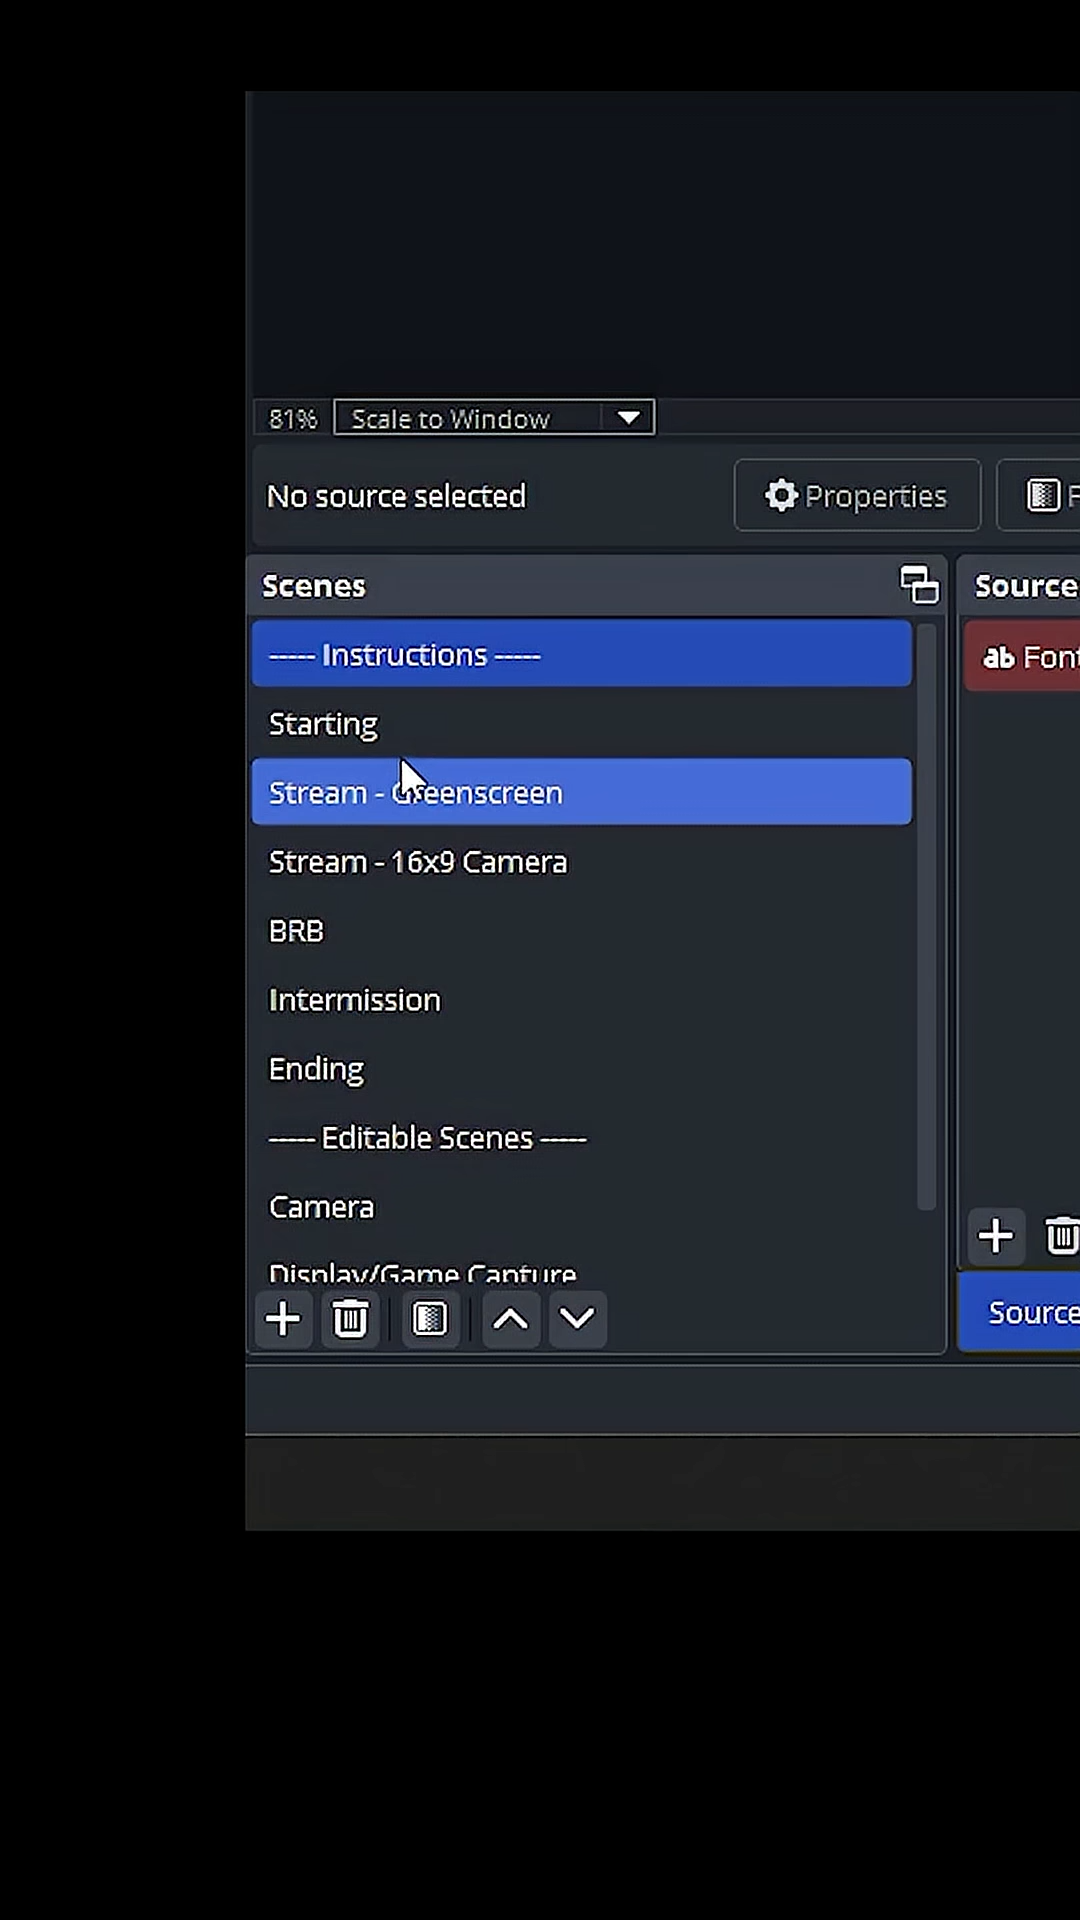 81% Scale to Window
No source selected Properties F
Scenes Source
----- Instructions ----- ab Font
Starting
Stream - Greenscreen
Stream - 16x9 Camera
BRB
Intermission
Ending
----- Editable Scenes -----
Camera
Display/Game Capture
Source